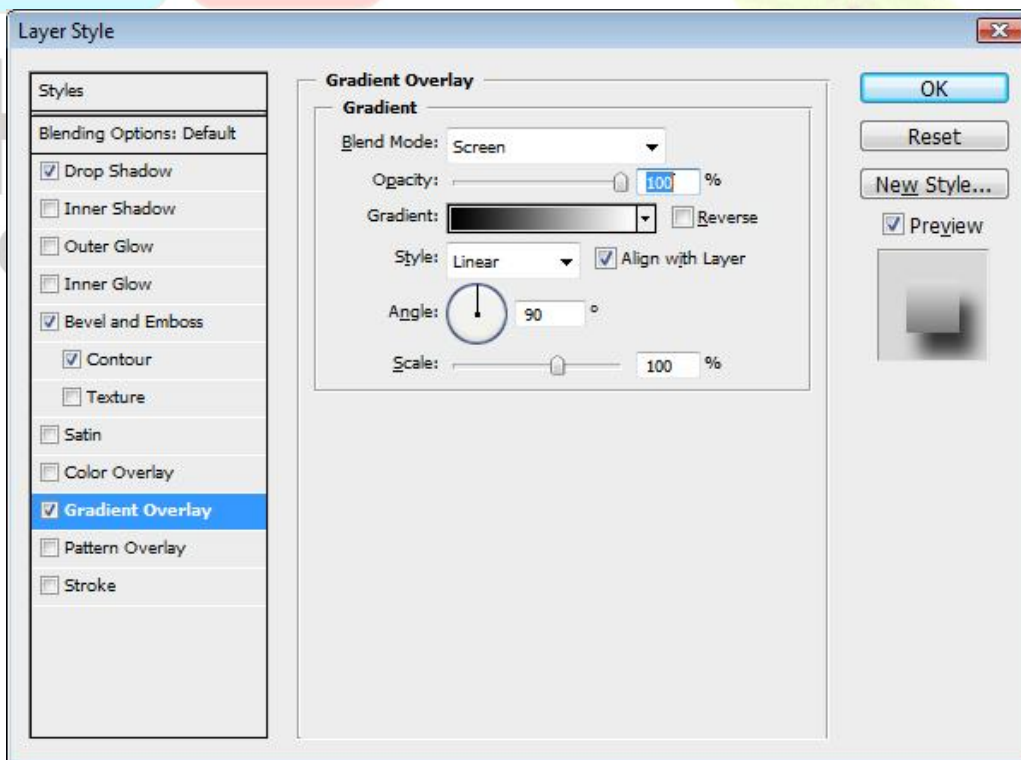 Layer Style
Styles
Blending Options: Default
Drop Shadow
Inner Shadow
Outer Glow
Inner Glow
Bevel and Emboss
Contour
Texture
Satin
Color Overlay
Gradient Overlay
Pattern Overlay
Stroke
Gradient Overlay
Gradient
Blend Mode: Screen
Opacity: 100 %
Gradient: Reverse
Style: Linear Align with Layer
Angle: 90 °
Scale: 100 %
OK
Reset
New Style...
Preview